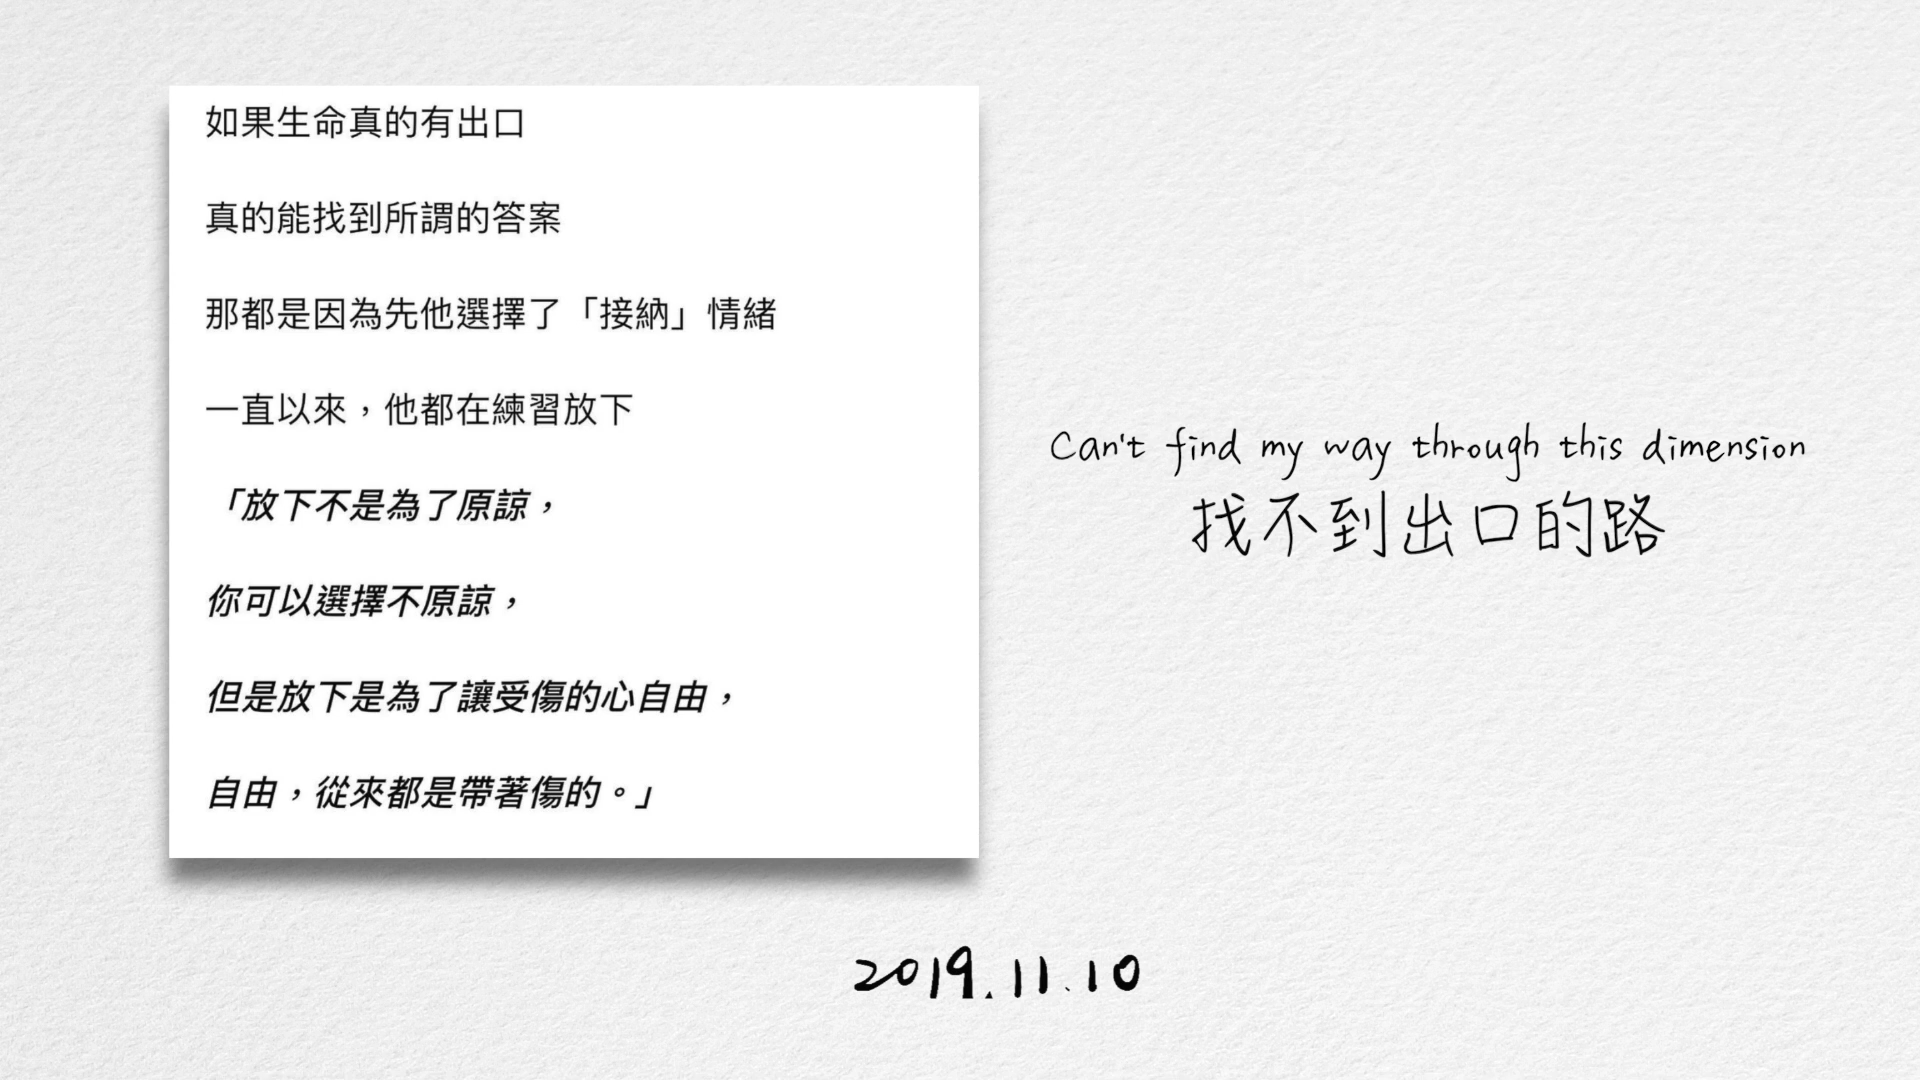 如果生命真的有出口
真的能找到所謂的答案
那都是因為先他選擇了「接納」情緒
一直以來，他都在練習放下
「放下不是為了原諒，
你可以選擇不原諒，
但是放下是為了讓受傷的心自由，
自由，從來都是帶著傷的。」
Can't find my way through this dimension
找不到出口的路
2019.11.10